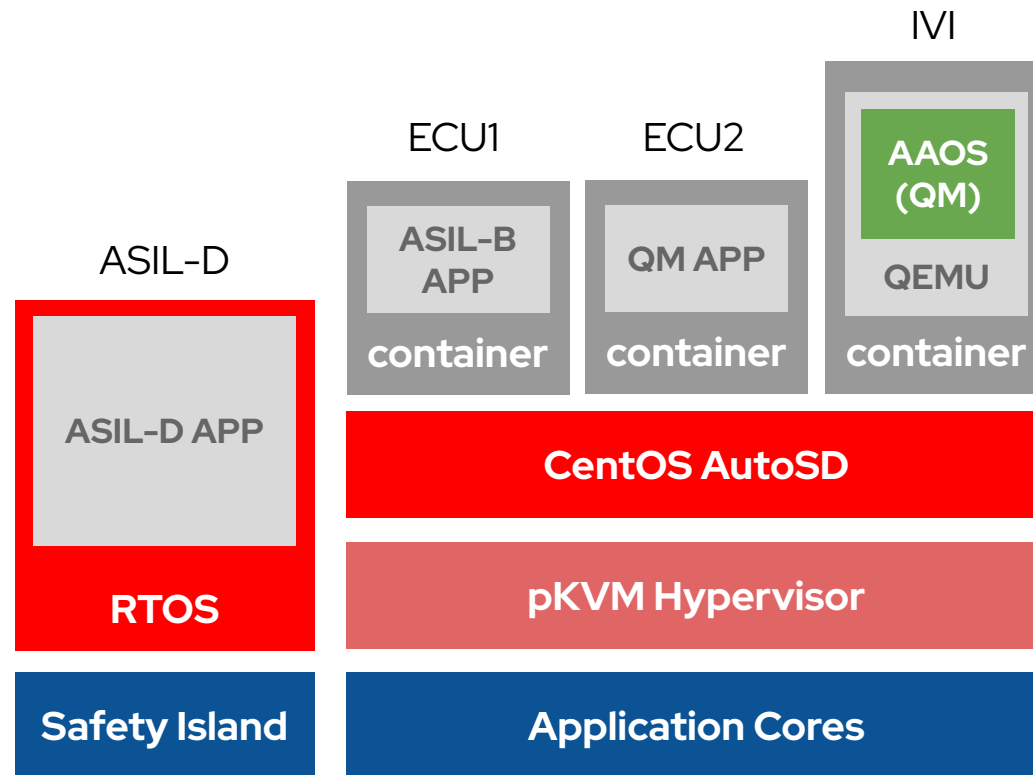 IVI
ECU1
ECU2
AAOS
(QM)
ASIL-B
APP
QM APP
QEMU
ASIL-D
container
container
container
ASIL-D APP
CentOS AutoSD
RTOS
pKVM Hypervisor
Safety Island
Application Cores